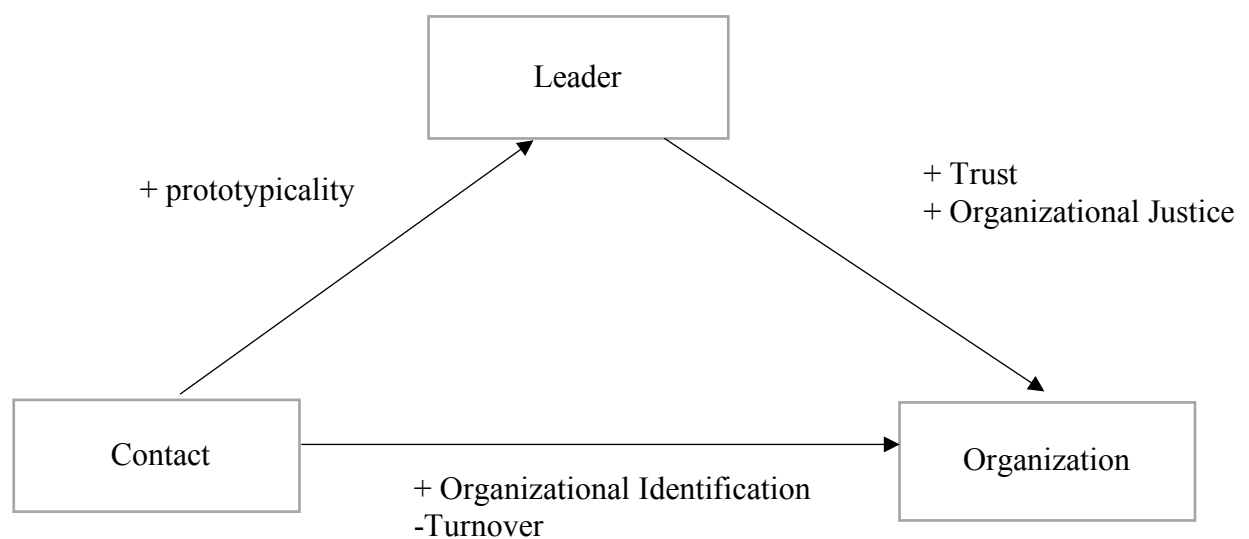 Leader
+ prototypicality
+ Trust
+ Organizational Justice
Contact
Organization
+ Organizational Identification
-Turnover